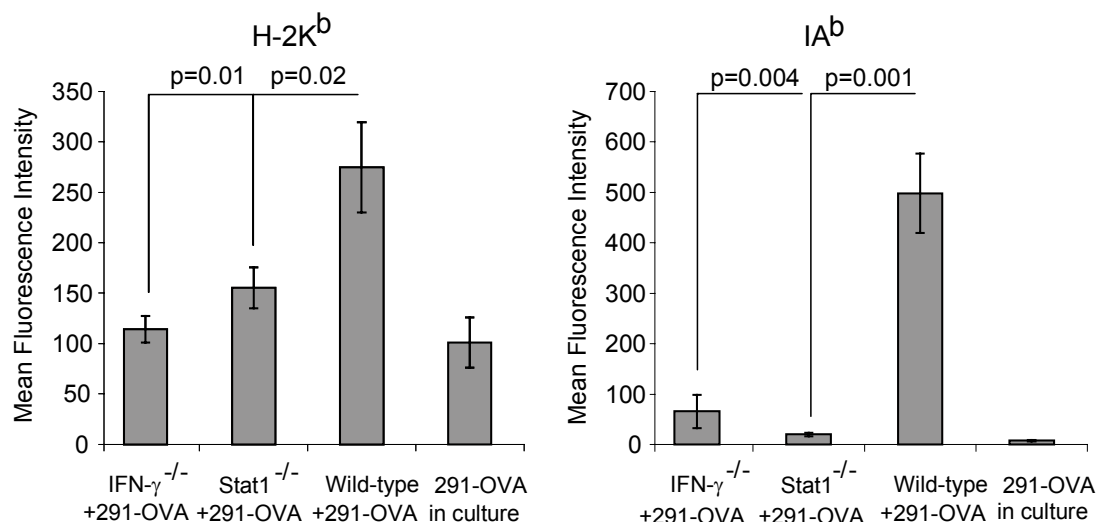 H-2Kᵇ
p=0.01 p=0.02
Mean Fluorescence Intensity
350
300
250
200
150
100
50
0
IFN-γ⁻/⁻ Stat1⁻/⁻ Wild-type 291-OVA
+291-OVA +291-OVA +291-OVA in culture
IAᵇ
p=0.004 p=0.001
Mean Fluorescence Intensity
700
600
500
400
300
200
100
0
IFN-γ⁻/⁻ Stat1⁻/⁻ Wild-type 291-OVA
+291-OVA +291-OVA +291-OVA in culture